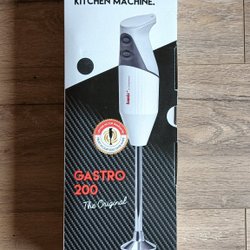 KITCHEN MACHINE.
GASTRO
200
The Original